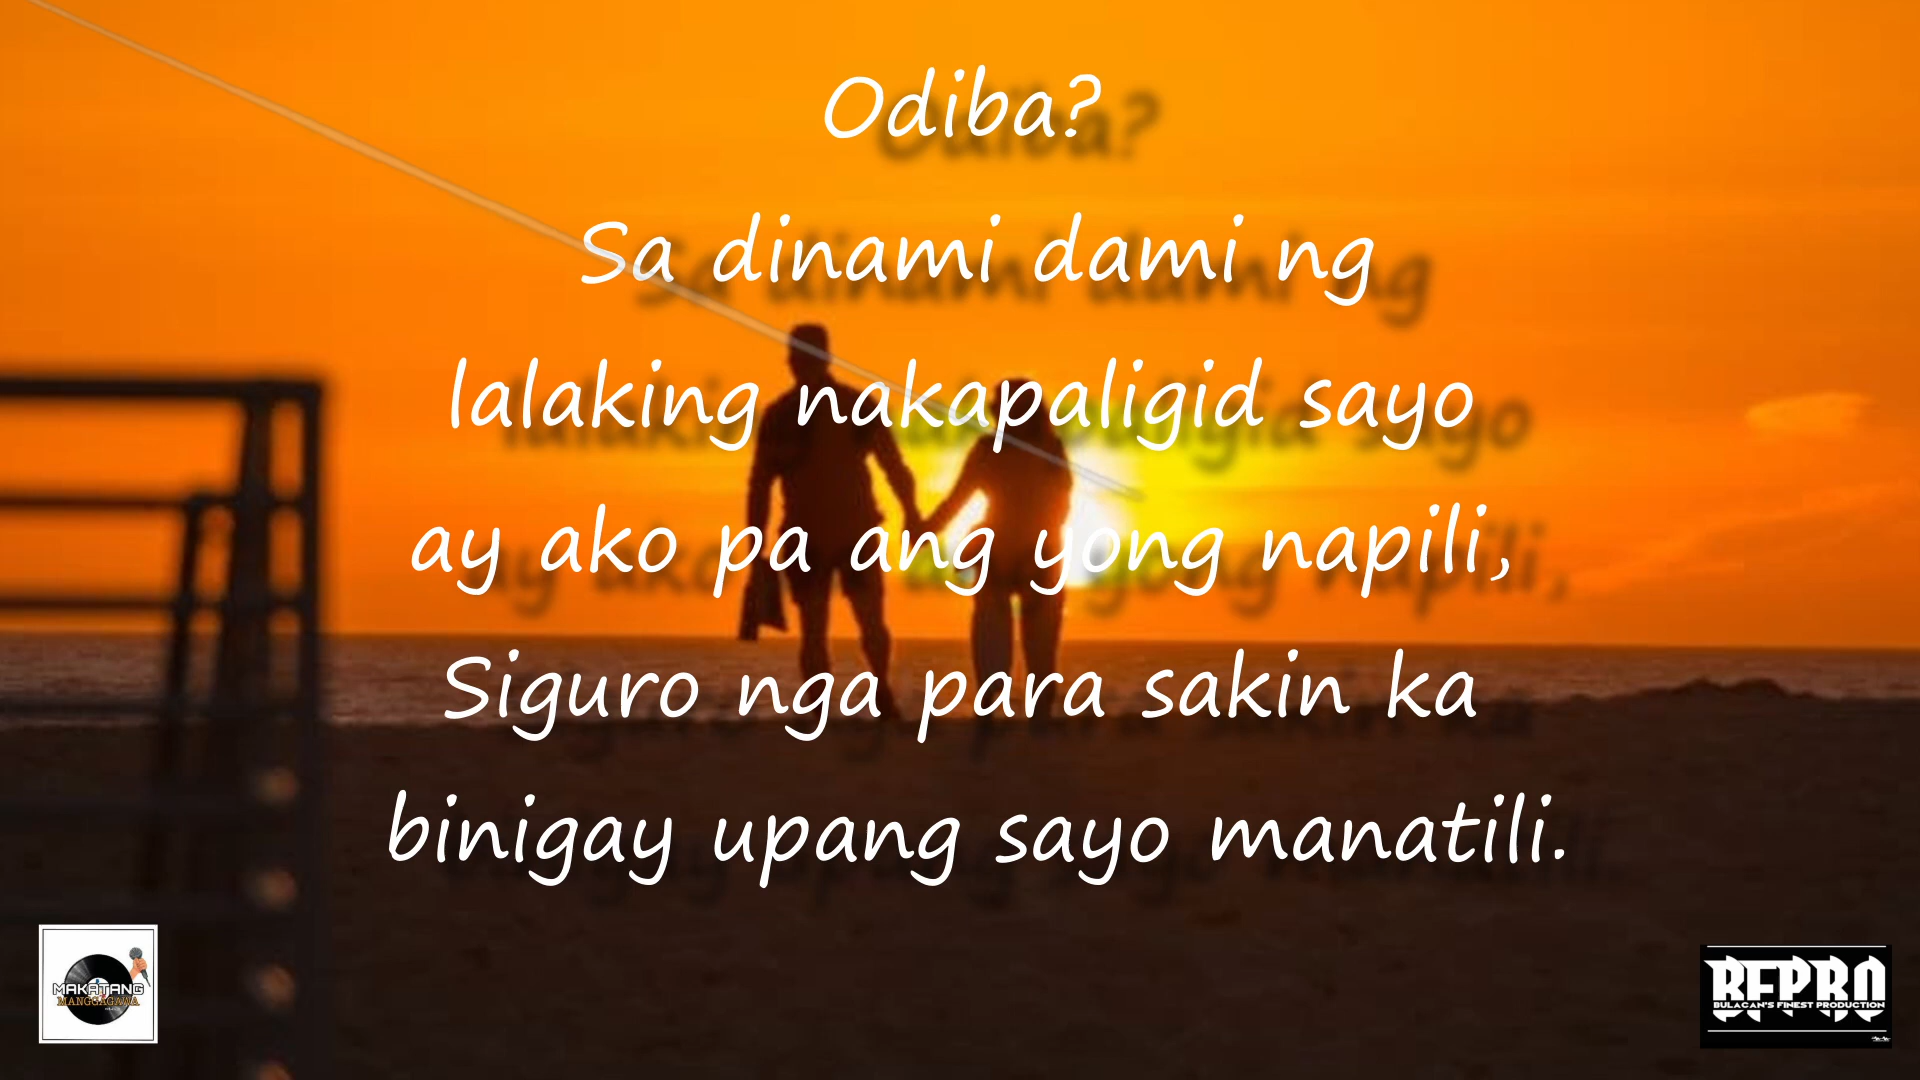 Odiba?
Sa dinami dami ng
lalaking nakapaligid sayo
ay ako pa ang yong napili,
Siguro nga para sakin ka
binigay upang sayo manatili.
MAKATANG
MANGGAGAWA
BFPRO
BULACAN'S FINEST PRODUCTION